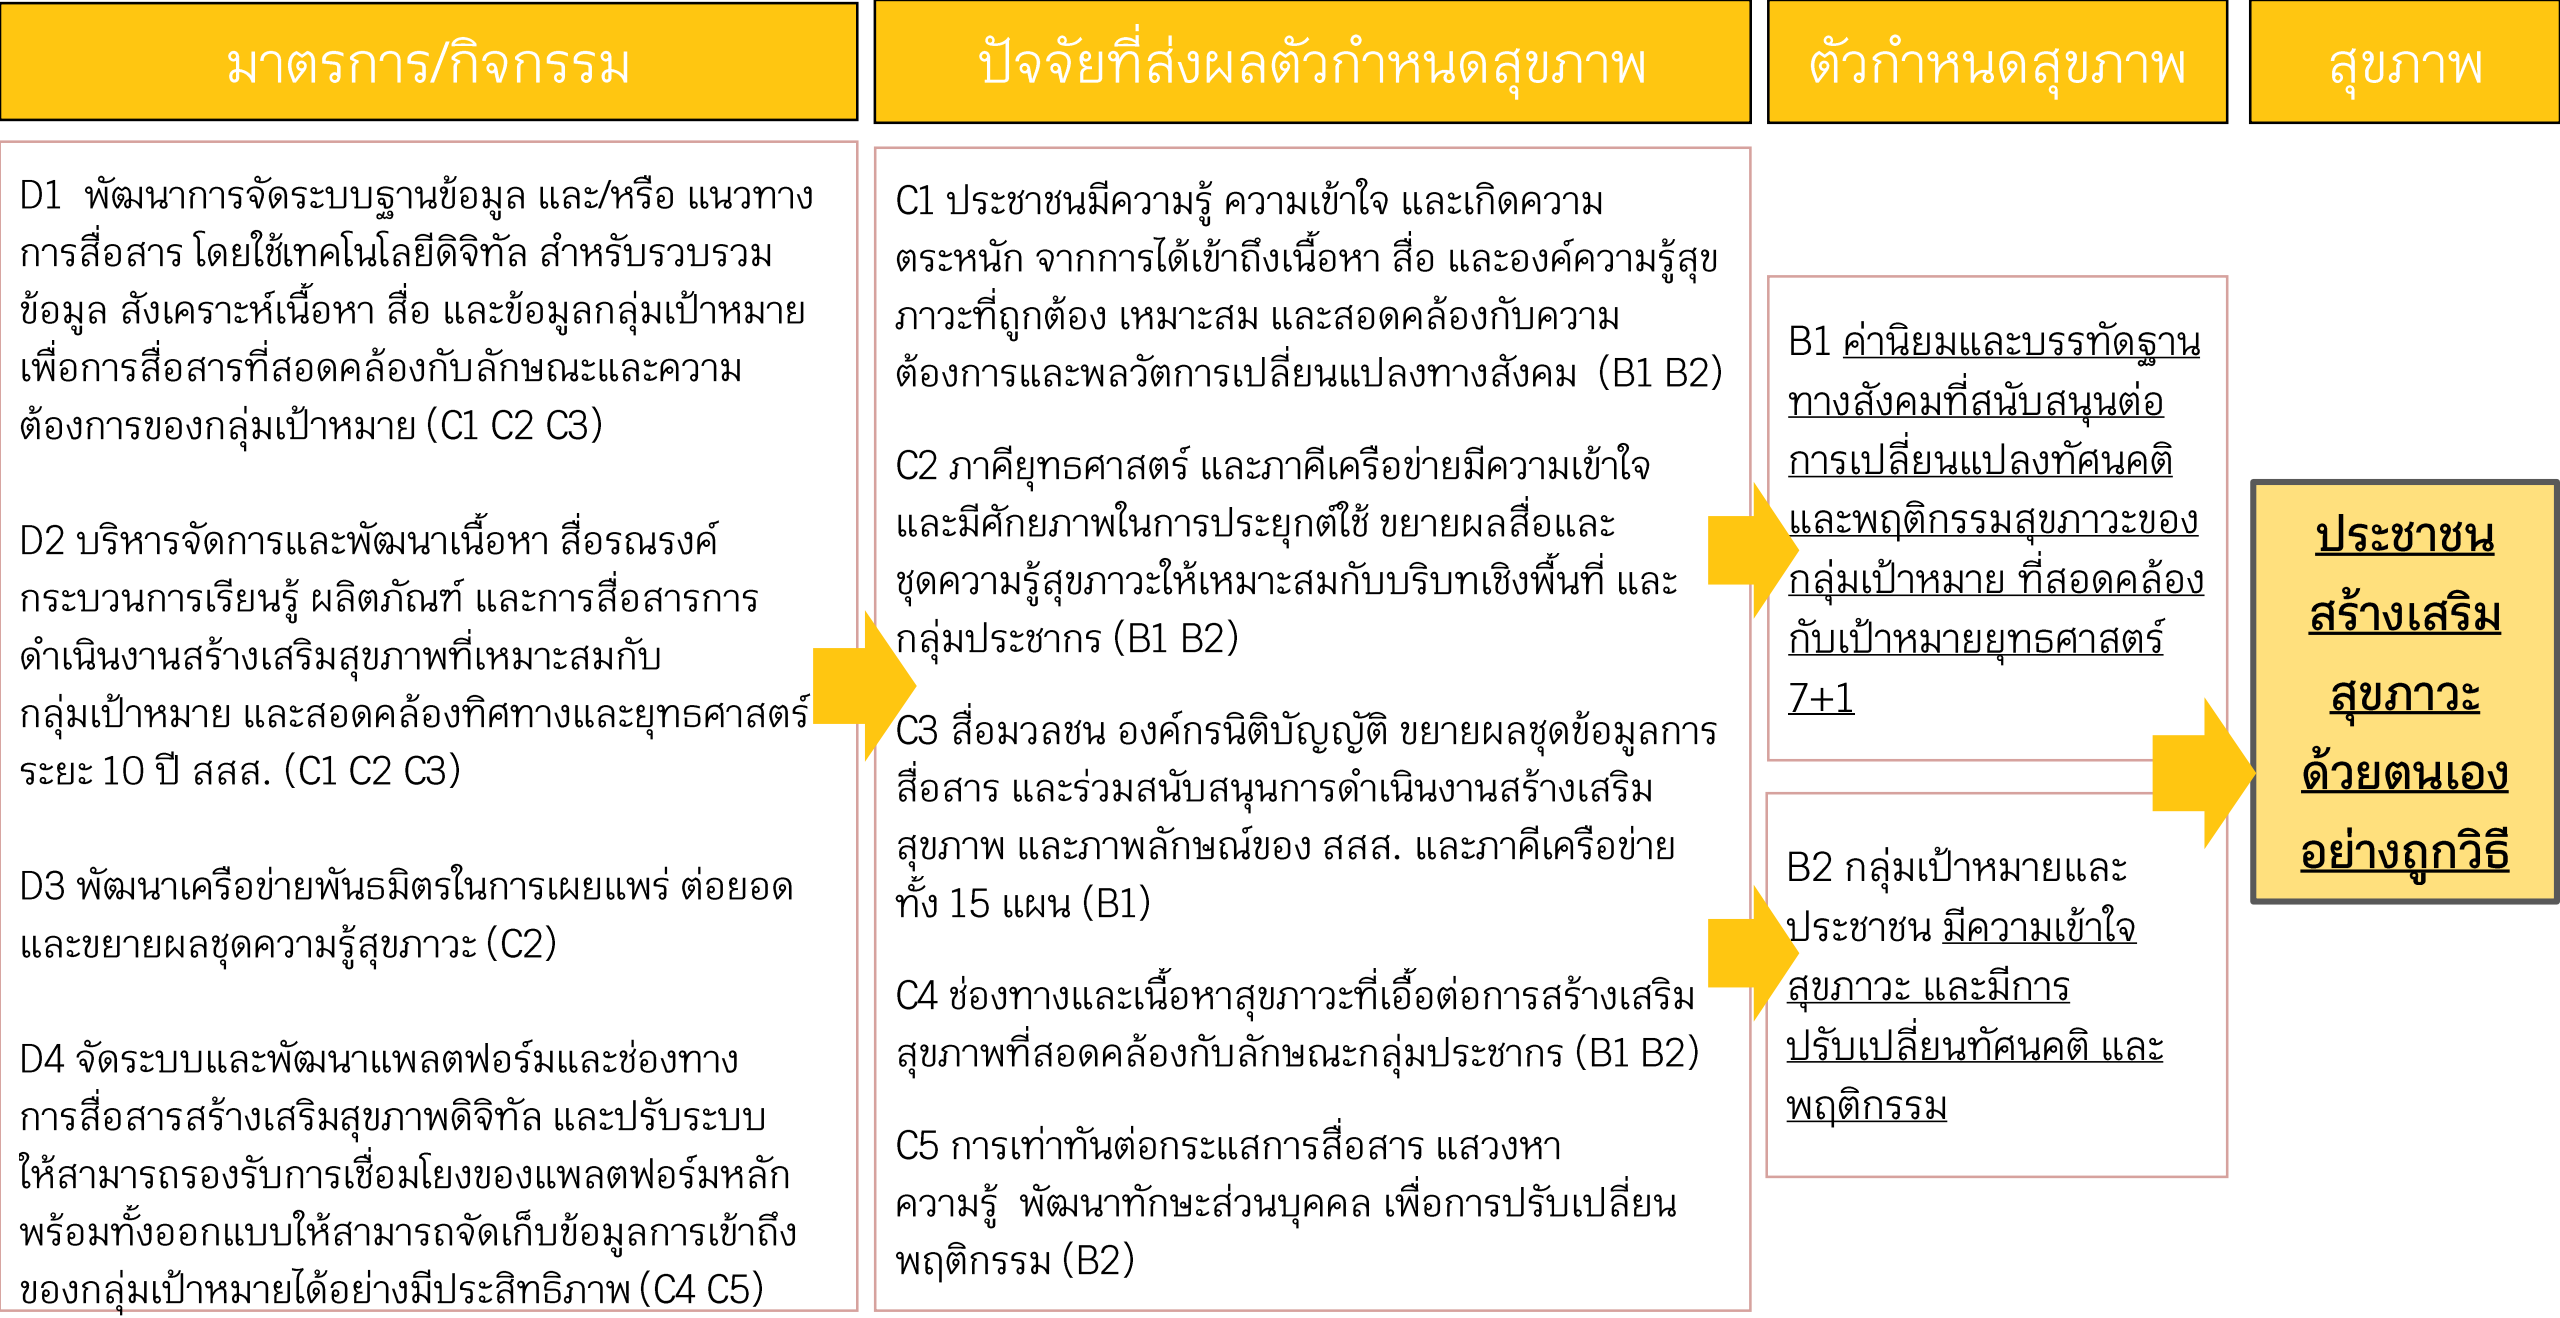 มาตรการ/กิจกรรม
ปัจจัยที่ส่งผลตัวกำหนดสุขภาพ
ตัวกำหนดสุขภาพ
สุขภาพ
D1 พัฒนาการจัดระบบฐานข้อมูล และ/หรือ แนวทาง
การสื่อสาร โดยใช้เทคโนโลยีดิจิทัล สำหรับรวบรวม
ข้อมูล สังเคราะห์เนื้อหา สื่อ และข้อมูลกลุ่มเป้าหมาย
เพื่อการสื่อสารที่สอดคล้องกับลักษณะและความ
ต้องการของกลุ่มเป้าหมาย (C1 C2 C3)
D2 บริหารจัดการและพัฒนาเนื้อหา สื่อรณรงค์
กระบวนการเรียนรู้ ผลิตภัณฑ์ และการสื่อสารการ
ดำเนินงานสร้างเสริมสุขภาพที่เหมาะสมกับ
กลุ่มเป้าหมาย และสอดคล้องทิศทางและยุทธศาสตร์
ระยะ 10 ปี สสส. (C1 C2 C3)
D3 พัฒนาเครือข่ายพันธมิตรในการเผยแพร่ ต่อยอด
และขยายผลชุดความรู้สุขภาวะ (C2)
D4 จัดระบบและพัฒนาแพลตฟอร์มและช่องทาง
การสื่อสารสร้างเสริมสุขภาพดิจิทัล และปรับระบบ
ให้สามารถรองรับการเชื่อมโยงของแพลตฟอร์มหลัก
พร้อมทั้งออกแบบให้สามารถจัดเก็บข้อมูลการเข้าถึง
ของกลุ่มเป้าหมายได้อย่างมีประสิทธิภาพ (C4 C5)
C1 ประชาชนมีความรู้ ความเข้าใจ และเกิดความ
ตระหนัก จากการได้เข้าถึงเนื้อหา สื่อ และองค์ความรู้สุข
ภาวะที่ถูกต้อง เหมาะสม และสอดคล้องกับความ
ต้องการและพลวัตการเปลี่ยนแปลงทางสังคม (B1 B2)
C2 ภาคียุทธศาสตร์ และภาคีเครือข่ายมีความเข้าใจ
และมีศักยภาพในการประยุกต์ใช้ ขยายผลสื่อและ
ชุดความรู้สุขภาวะให้เหมาะสมกับบริบทเชิงพื้นที่ และ
กลุ่มประชากร (B1 B2)
C3 สื่อมวลชน องค์กรนิติบัญญัติ ขยายผลชุดข้อมูลการ
สื่อสาร และร่วมสนับสนุนการดำเนินงานสร้างเสริม
สุขภาพ และภาพลักษณ์ของ สสส. และภาคีเครือข่าย
ทั้ง 15 แผน (B1)
C4 ช่องทางและเนื้อหาสุขภาวะที่เอื้อต่อการสร้างเสริม
สุขภาพที่สอดคล้องกับลักษณะกลุ่มประชากร (B1 B2)
C5 การเท่าทันต่อกระแสการสื่อสาร แสวงหา
ความรู้ พัฒนาทักษะส่วนบุคคล เพื่อการปรับเปลี่ยน
พฤติกรรม (B2)
B1 ค่านิยมและบรรทัดฐาน
ทางสังคมที่สนับสนุนต่อ
การเปลี่ยนแปลงทัศนคติ
และพฤติกรรมสุขภาวะของ
กลุ่มเป้าหมาย ที่สอดคล้อง
กับเป้าหมายยุทธศาสตร์
7+1
B2 กลุ่มเป้าหมายและ
ประชาชน มีความเข้าใจ
สุขภาวะ และมีการ
ปรับเปลี่ยนทัศนคติ และ
พฤติกรรม
ประชาชน
สร้างเสริม
สุขภาวะ
ด้วยตนเอง
อย่างถูกวิธี